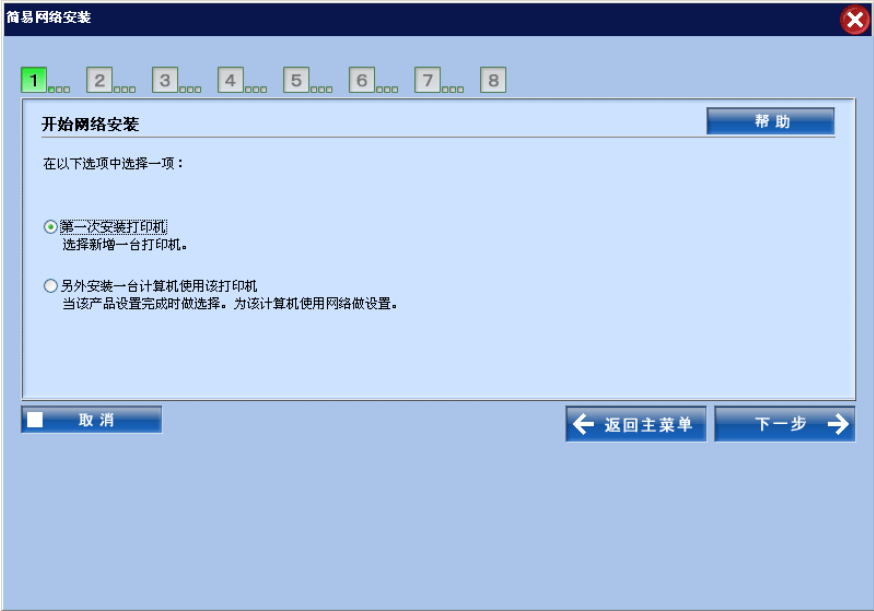 简易网络安装
1 2 3 4 5 6 7 8
开始网络安装
帮助
在以下选项中选择一项：
第一次安装打印机
选择新增一台打印机。
另外安装一台计算机使用该打印机
当该产品设置完成时做选择。为该计算机使用网络做设置。
取消
返回主菜单
下一步